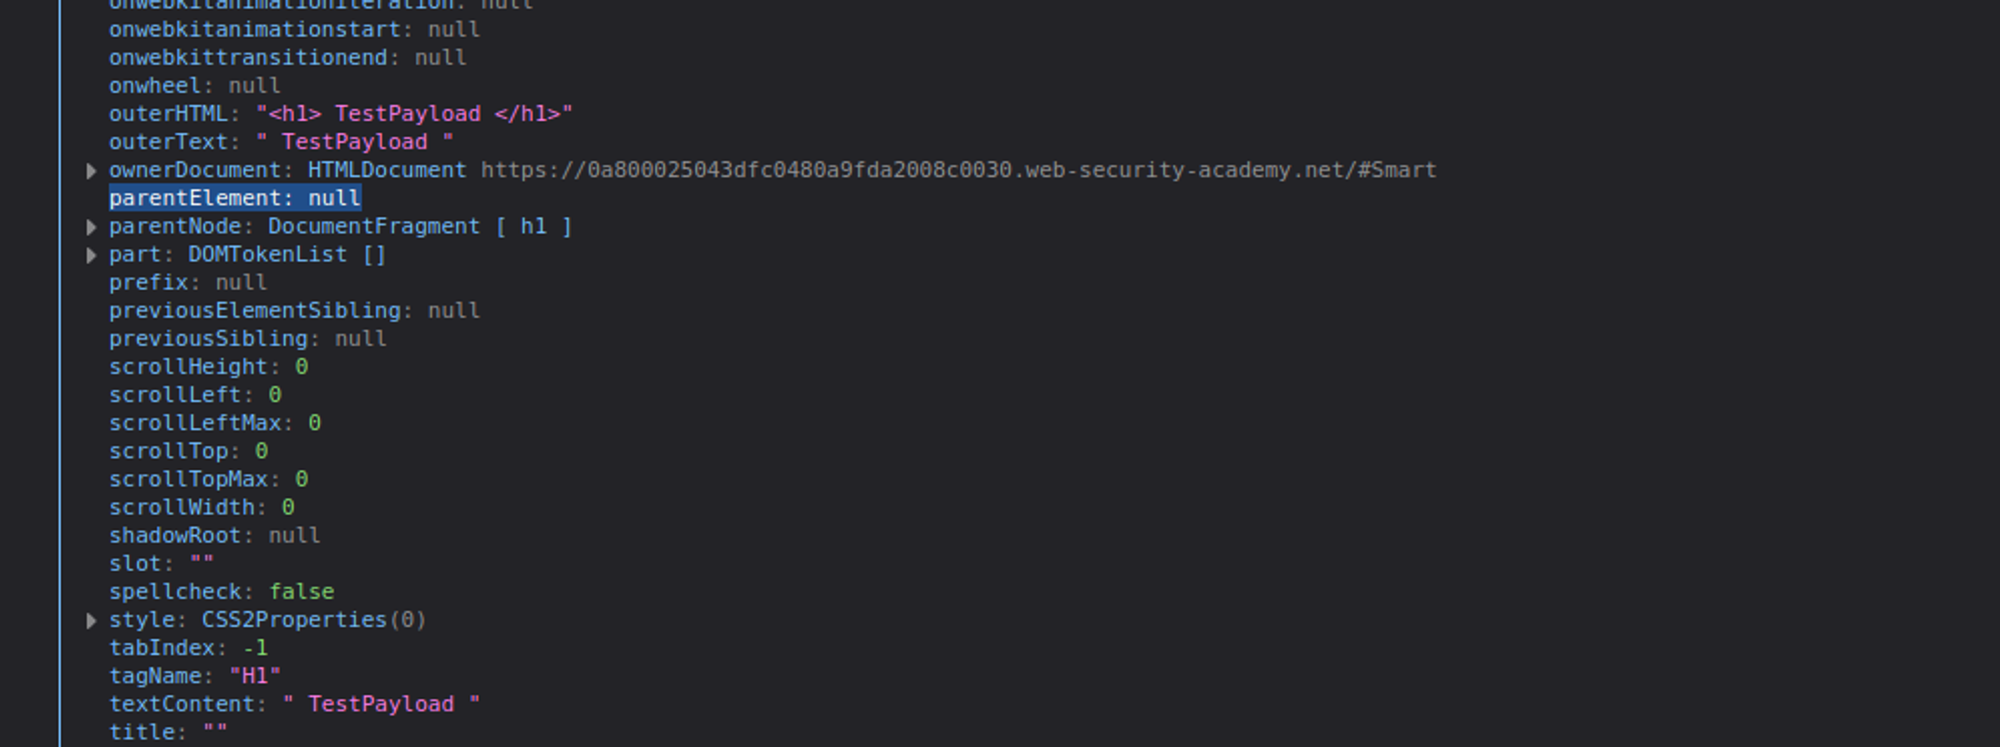 onwebkitanimationiteration: null
onwebkitanimationstart: null
onwebkittransitionend: null
onwheel: null
outerHTML: "<h1> TestPayload </h1>"
outerText: " TestPayload "
ownerDocument: HTMLDocument https://0a800025043dfc0480a9fda2008c0030.web-security-academy.net/#Smart
parentElement: null
parentNode: DocumentFragment [ h1 ]
part: DOMTokenList []
prefix: null
previousElementSibling: null
previousSibling: null
scrollHeight: 0
scrollLeft: 0
scrollLeftMax: 0
scrollTop: 0
scrollTopMax: 0
scrollWidth: 0
shadowRoot: null
slot: ""
spellcheck: false
style: CSS2Properties(0)
tabIndex: -1
tagName: "H1"
textContent: " TestPayload "
title: ""